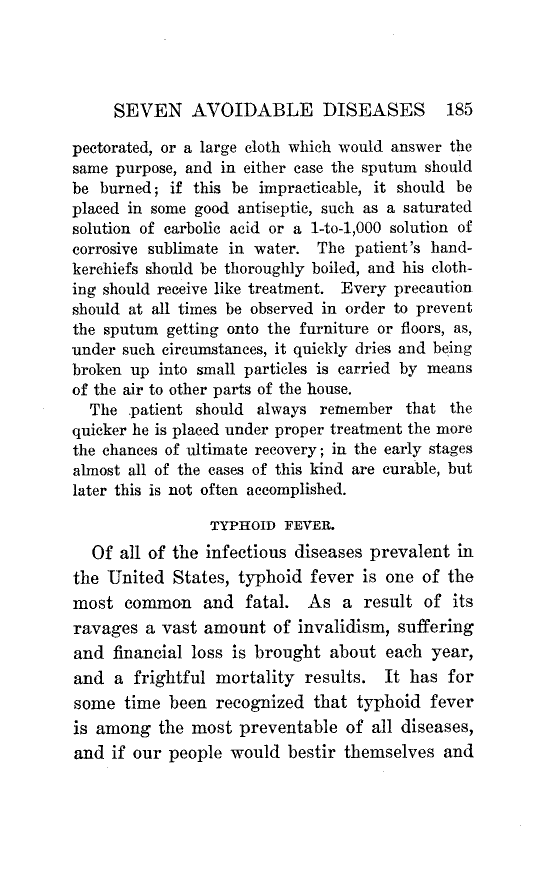 SEVEN AVOIDABLE DISEASES 185
pectorated, or a large cloth which would answer the
same purpose, and in either case the sputum should
be burned; if this be impracticable, it should be
placed in some good antiseptic, such as a saturated
solution of carbolic acid or a 1-to-1,000 solution of
corrosive sublimate in water. The patient's hand-
kerchiefs should be thoroughly boiled, and his cloth-
ing should receive like treatment. Every precaution
should at all times be observed in order to prevent
the sputum getting onto the furniture or floors, as,
under such circumstances, it quickly dries and being
broken up into small particles is carried by means
of the air to other parts of the house.
The patient should always remember that the
quicker he is placed under proper treatment the more
the chances of ultimate recovery; in the early stages
almost all of the cases of this kind are curable, but
later this is not often accomplished.
TYPHOID FEVER.
Of all of the infectious diseases prevalent in
the United States, typhoid fever is one of the
most common and fatal. As a result of its
ravages a vast amount of invalidism, suffering
and financial loss is brought about each year,
and a frightful mortality results. It has for
some time been recognized that typhoid fever
is among the most preventable of all diseases,
and if our people would bestir themselves and